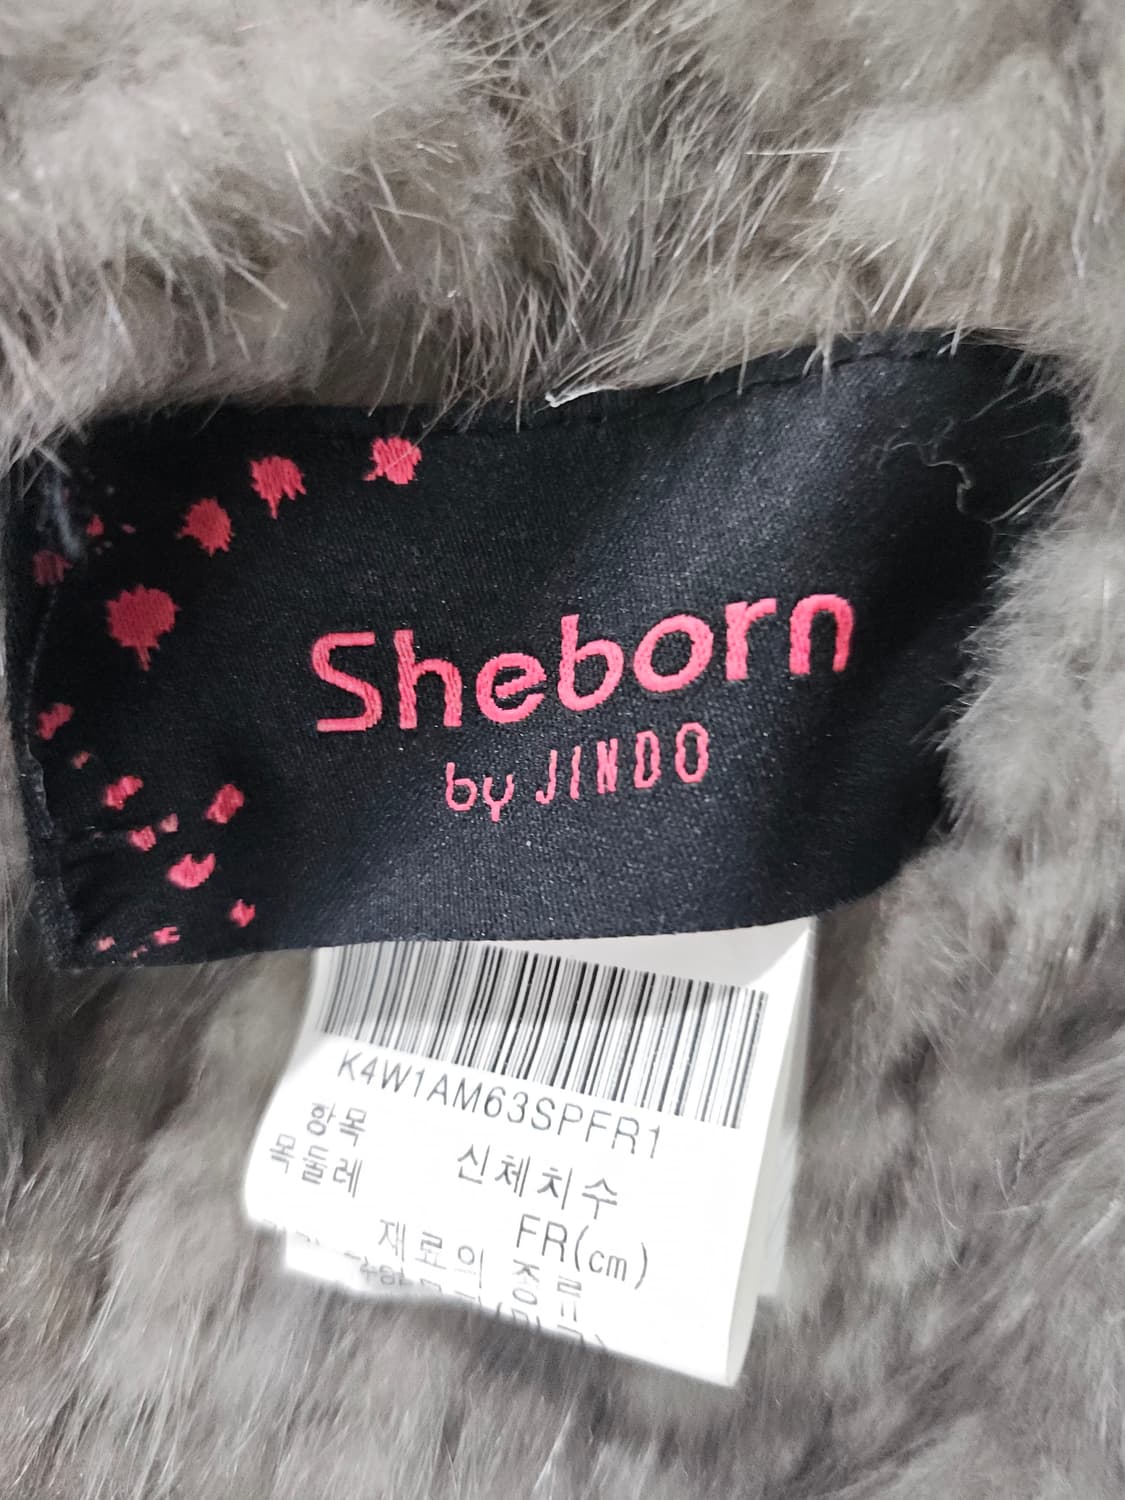 Sheborn
by JINDO
K4W1AM63SPFR1
항목 신체치수
목둘레 FR(cm)
재료의 종류